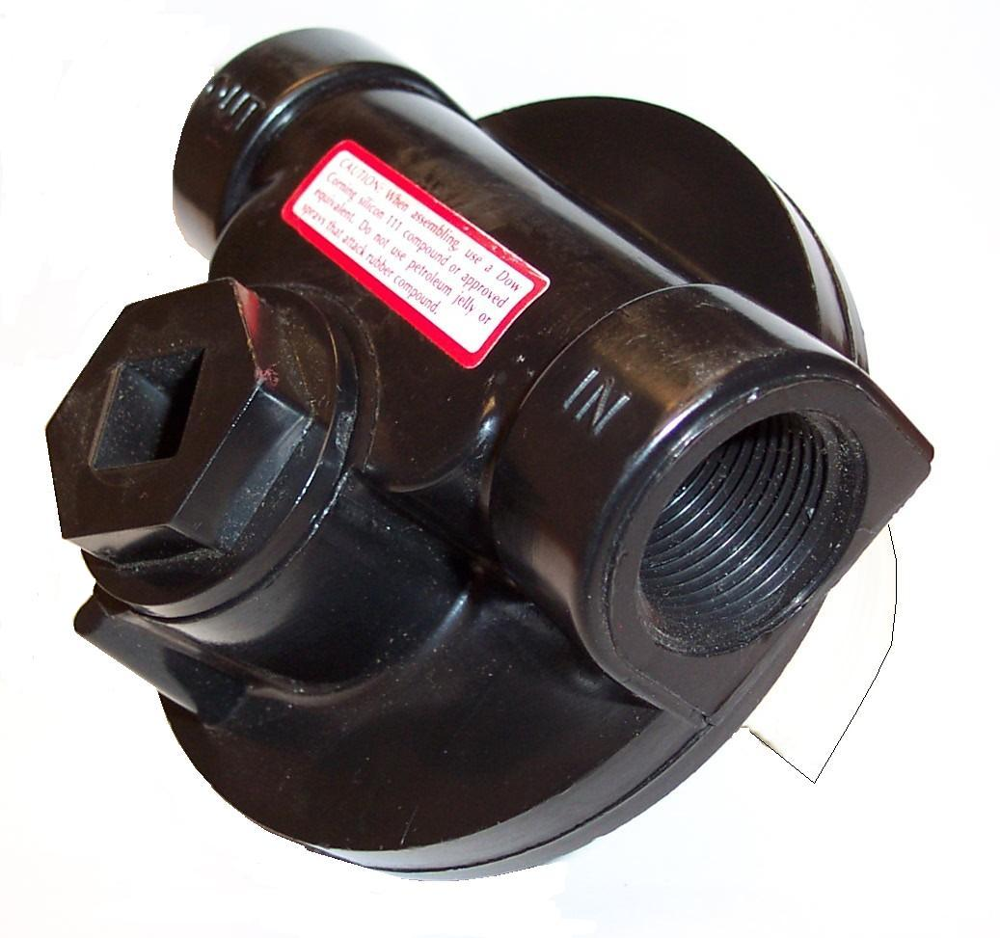 OUT
CAUTION: When assembling, use a Dow
Corning silicon 111 compound or approved
equivalent. Do not use petroleum jelly or
sprays that attack rubber compound.
IN